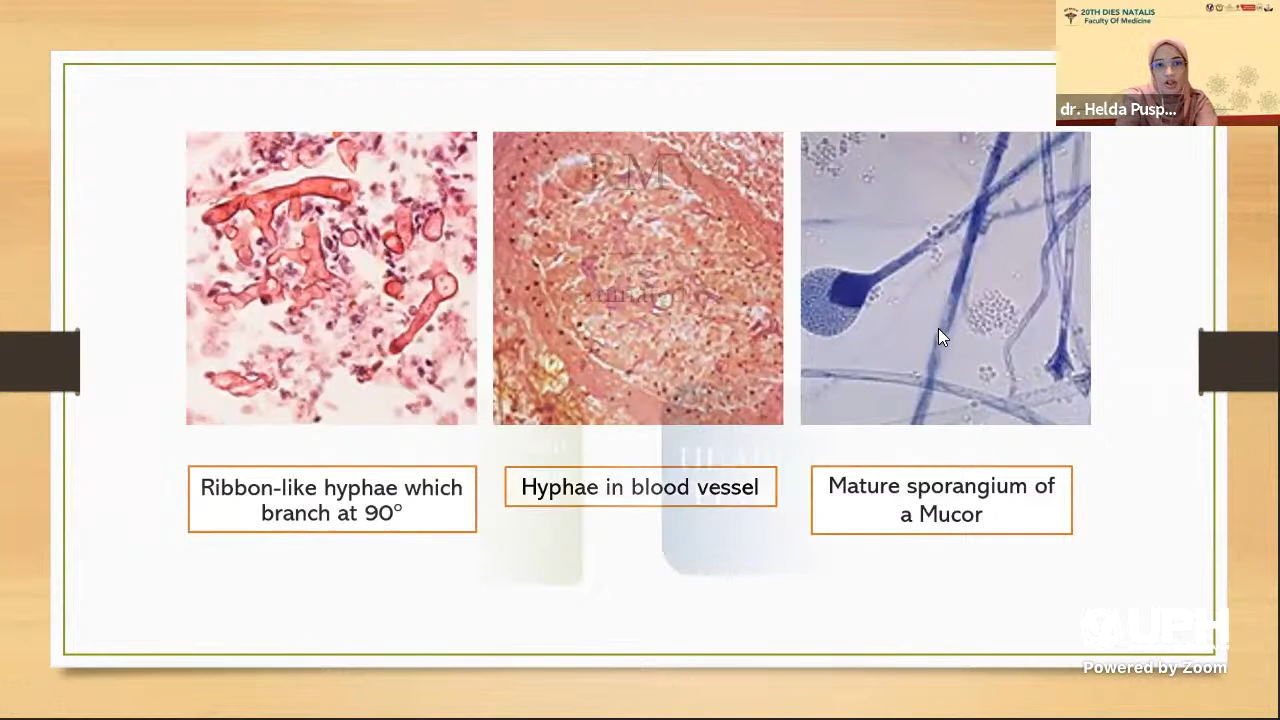 20TH DIES NATALIS
Faculty Of Medicine
dr. Helda Pusp...
Ribbon-like hyphae which
branch at 90°
Hyphae in blood vessel
Mature sporangium of
a Mucor
UPH
Powered by Zoom